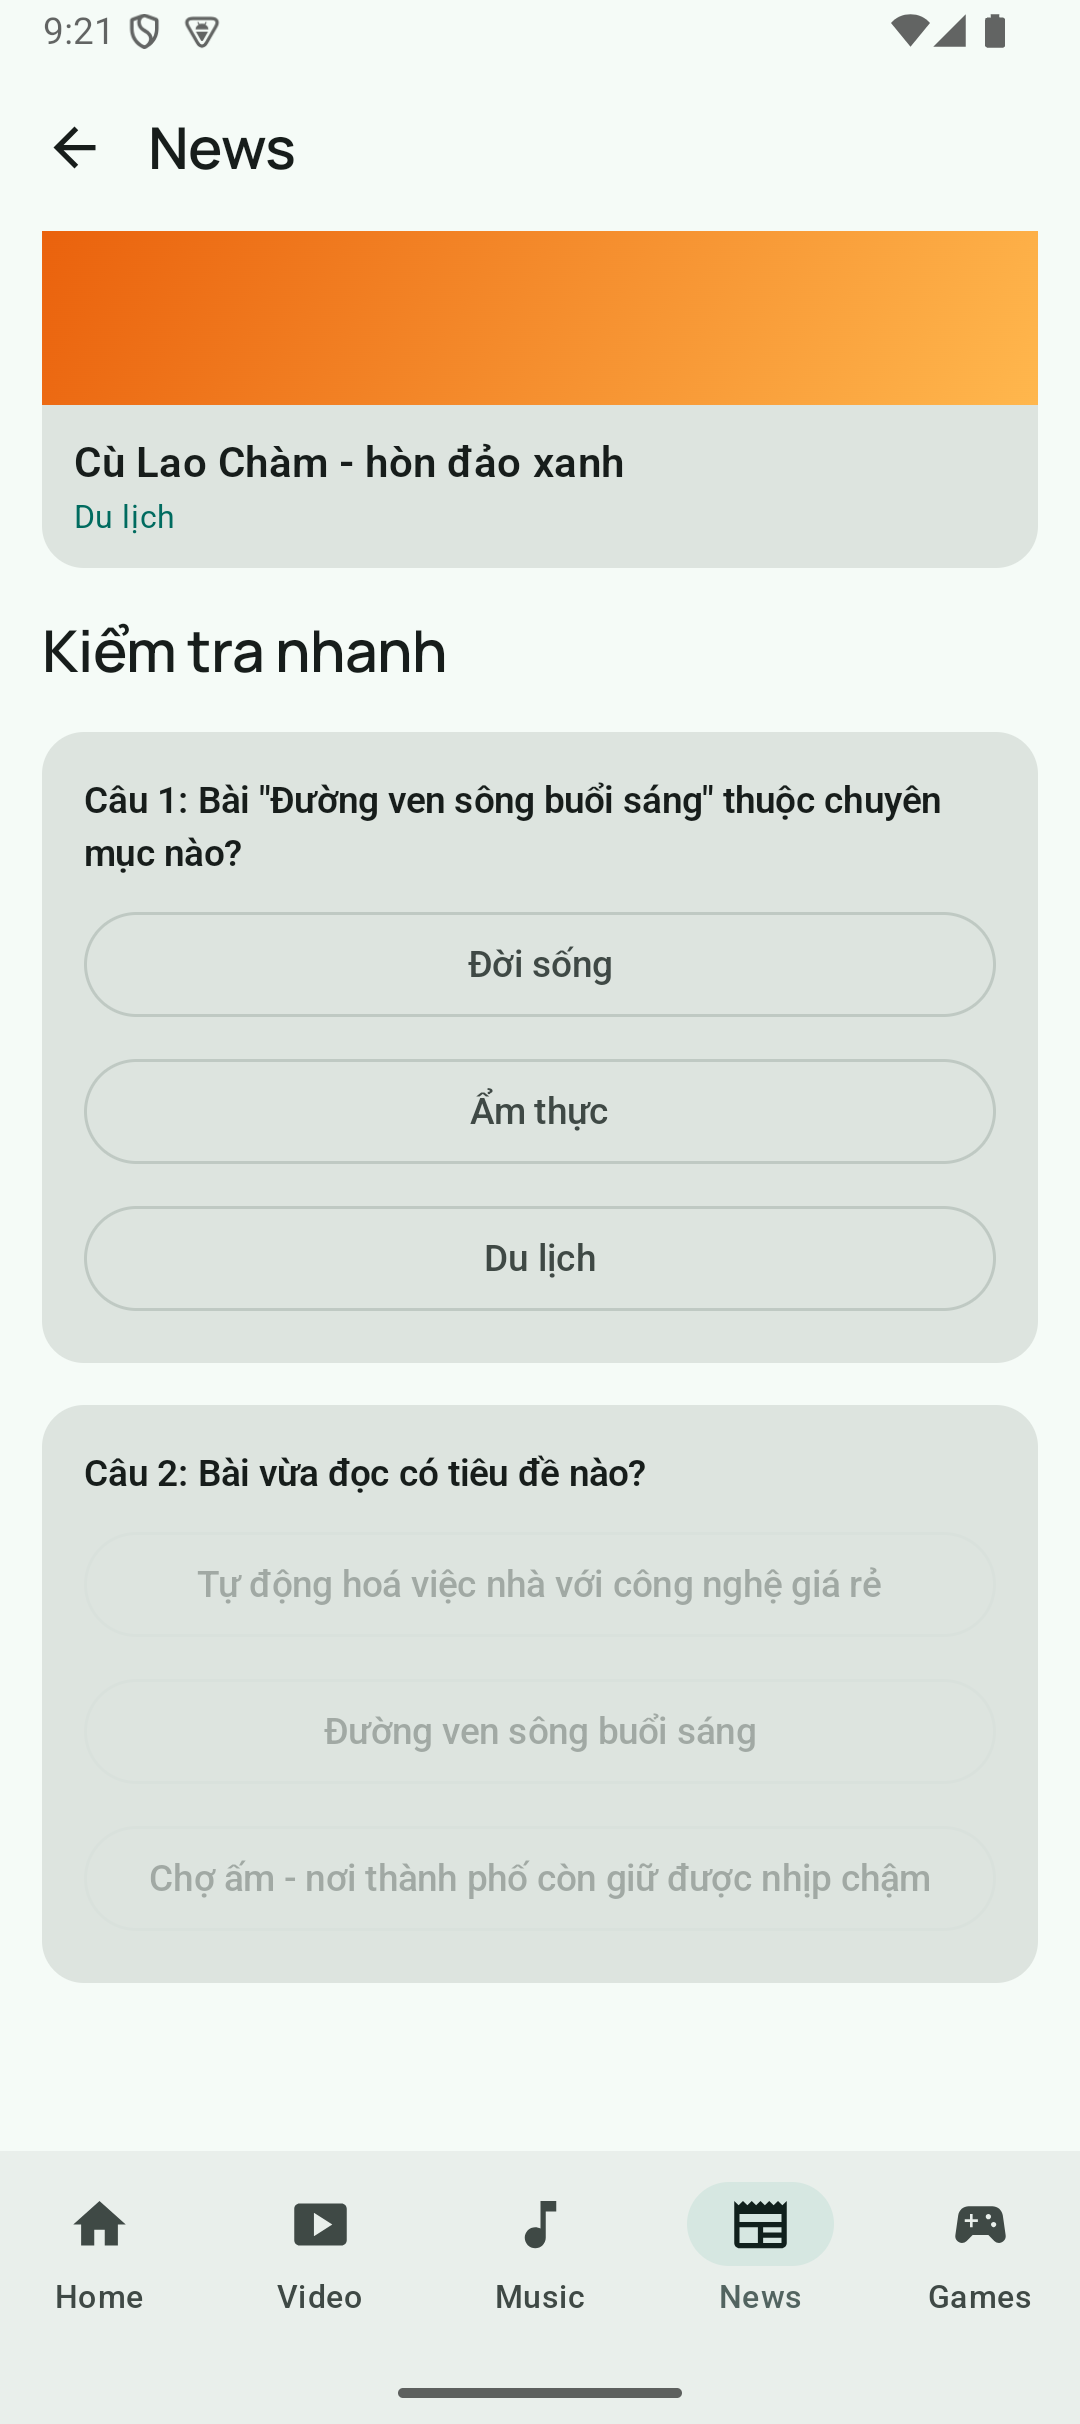 9:21
News
Cù Lao Chàm - hòn đảo xanh
Du lịch
Kiểm tra nhanh
Câu 1: Bài "Đường ven sông buổi sáng" thuộc chuyên
mục nào?
Đời sống
Ẩm thực
Du lịch
Câu 2: Bài vừa đọc có tiêu đề nào?
Tự động hoá việc nhà với công nghệ giá rẻ
Đường ven sông buổi sáng
Chợ ấm - nơi thành phố còn giữ được nhịp chậm
Home
Video
Music
News
Games